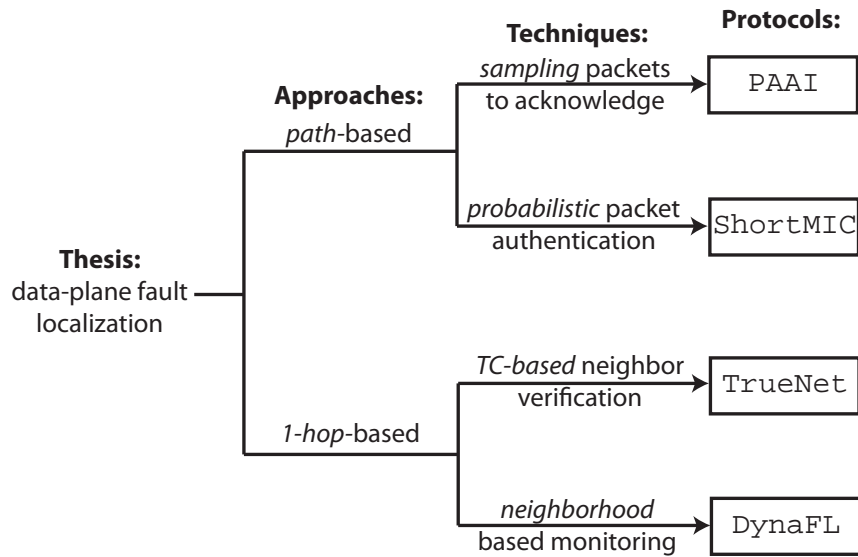 Thesis:
data-plane fault
localization
Approaches:
path-based
1-hop-based
Techniques:
sampling packets
to acknowledge
probabilistic packet
authentication
TC-based neighbor
verification
neighborhood
based monitoring
Protocols:
PAAI
ShortMIC
TrueNet
DynaFL